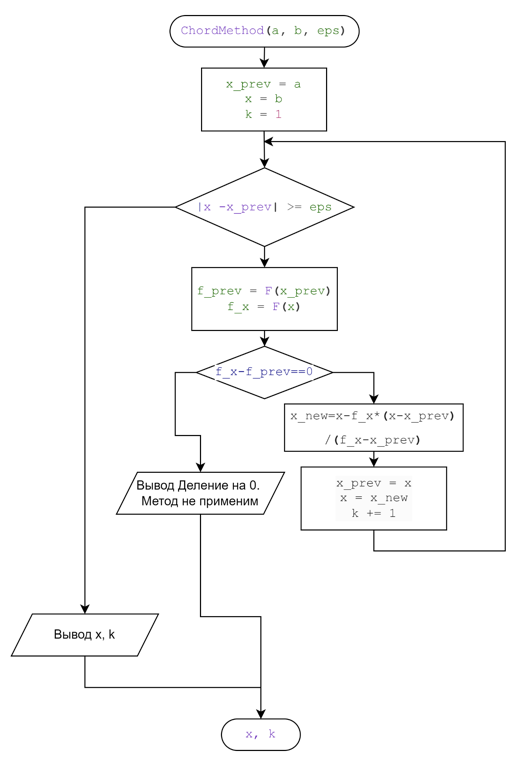 ChordMethod(a, b, eps)
x_prev = a
x = b
k = 1
|x -x_prev| >= eps
f_prev = F(x_prev)
f_x = F(x)
f_x-f_prev==0
x_new=x-f_x*(x-x_prev)
/(f_x-x_prev)
Вывод Деление на 0.
Метод не применим
x_prev = x
x = x_new
k += 1
Вывод x, k
x, k